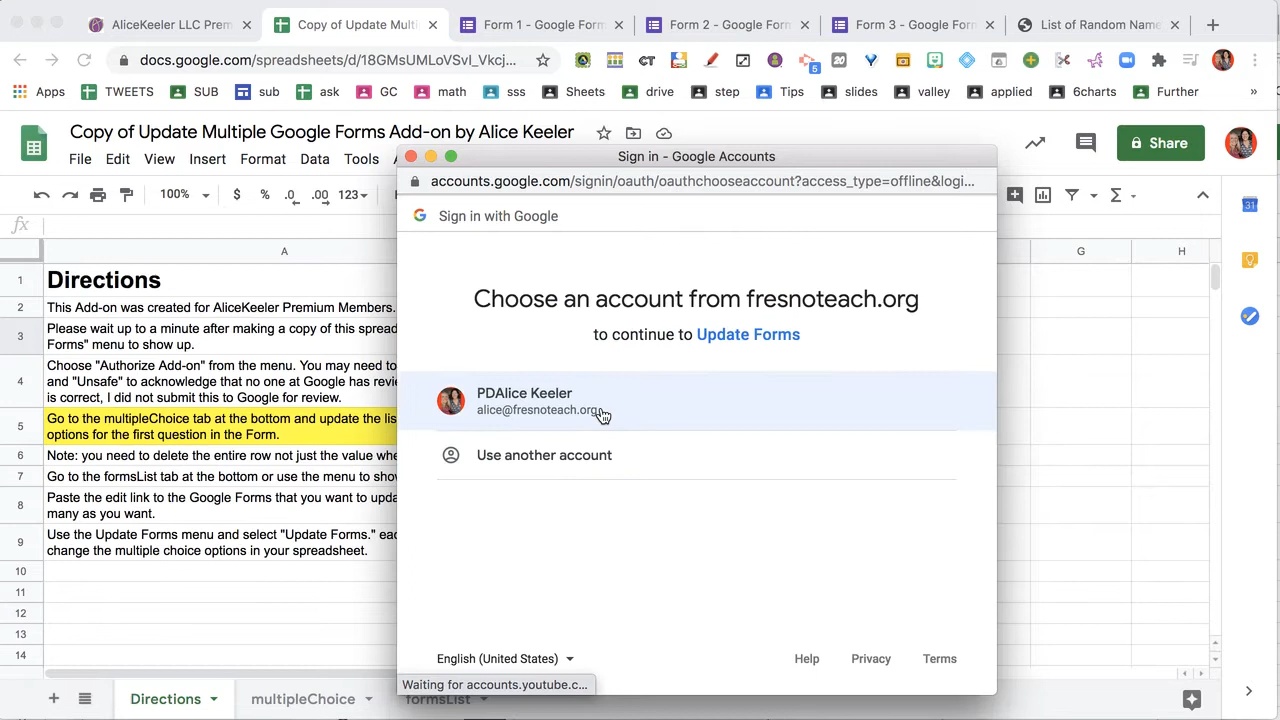 AliceKeeler LLC Prem
Copy of Update Multi
Form 1 - Google Form
Form 2 - Google Form
Form 3 - Google Form
List of Random Name
docs.google.com/spreadsheets/d/18GMsUMLoVSvI_Vkcj...
CT
5
20
Apps
TWEETS
SUB
sub
ask
GC
math
sss
Sheets
drive
step
Tips
slides
valley
applied
6charts
Further
»
Copy of Update Multiple Google Forms Add-on by Alice Keeler
File
Edit
View
Insert
Format
Data
Tools
Share
100%
$
%
.0
.00
123
Σ
fx
A
G
H
1
Directions
2
This Add-on was created for AliceKeeler Premium Members.
3
Please wait up to a minute after making a copy of this spread
Forms" menu to show up.
4
Choose "Authorize Add-on" from the menu. You may need to
and "Unsafe" to acknowledge that no one at Google has revie
is correct, I did not submit this to Google for review.
5
Go to the multipleChoice tab at the bottom and update the lis
options for the first question in the Form.
6
Note: you need to delete the entire row not just the value whe
7
Go to the formsList tab at the bottom or use the menu to show
8
Paste the edit link to the Google Forms that you want to upda
many as you want.
9
Use the Update Forms menu and select "Update Forms." eac
change the multiple choice options in your spreadsheet.
10
11
12
13
14
Sign in - Google Accounts
accounts.google.com/signin/oauth/oauthchooseaccount?access_type=offline&logi...
Sign in with Google
Choose an account from fresnoteach.org
to continue to Update Forms
PDAlice Keeler
alice@fresnoteach.org
Use another account
English (United States)
Help
Privacy
Terms
Waiting for accounts.youtube.c...
31
Directions
multipleChoice
formsList